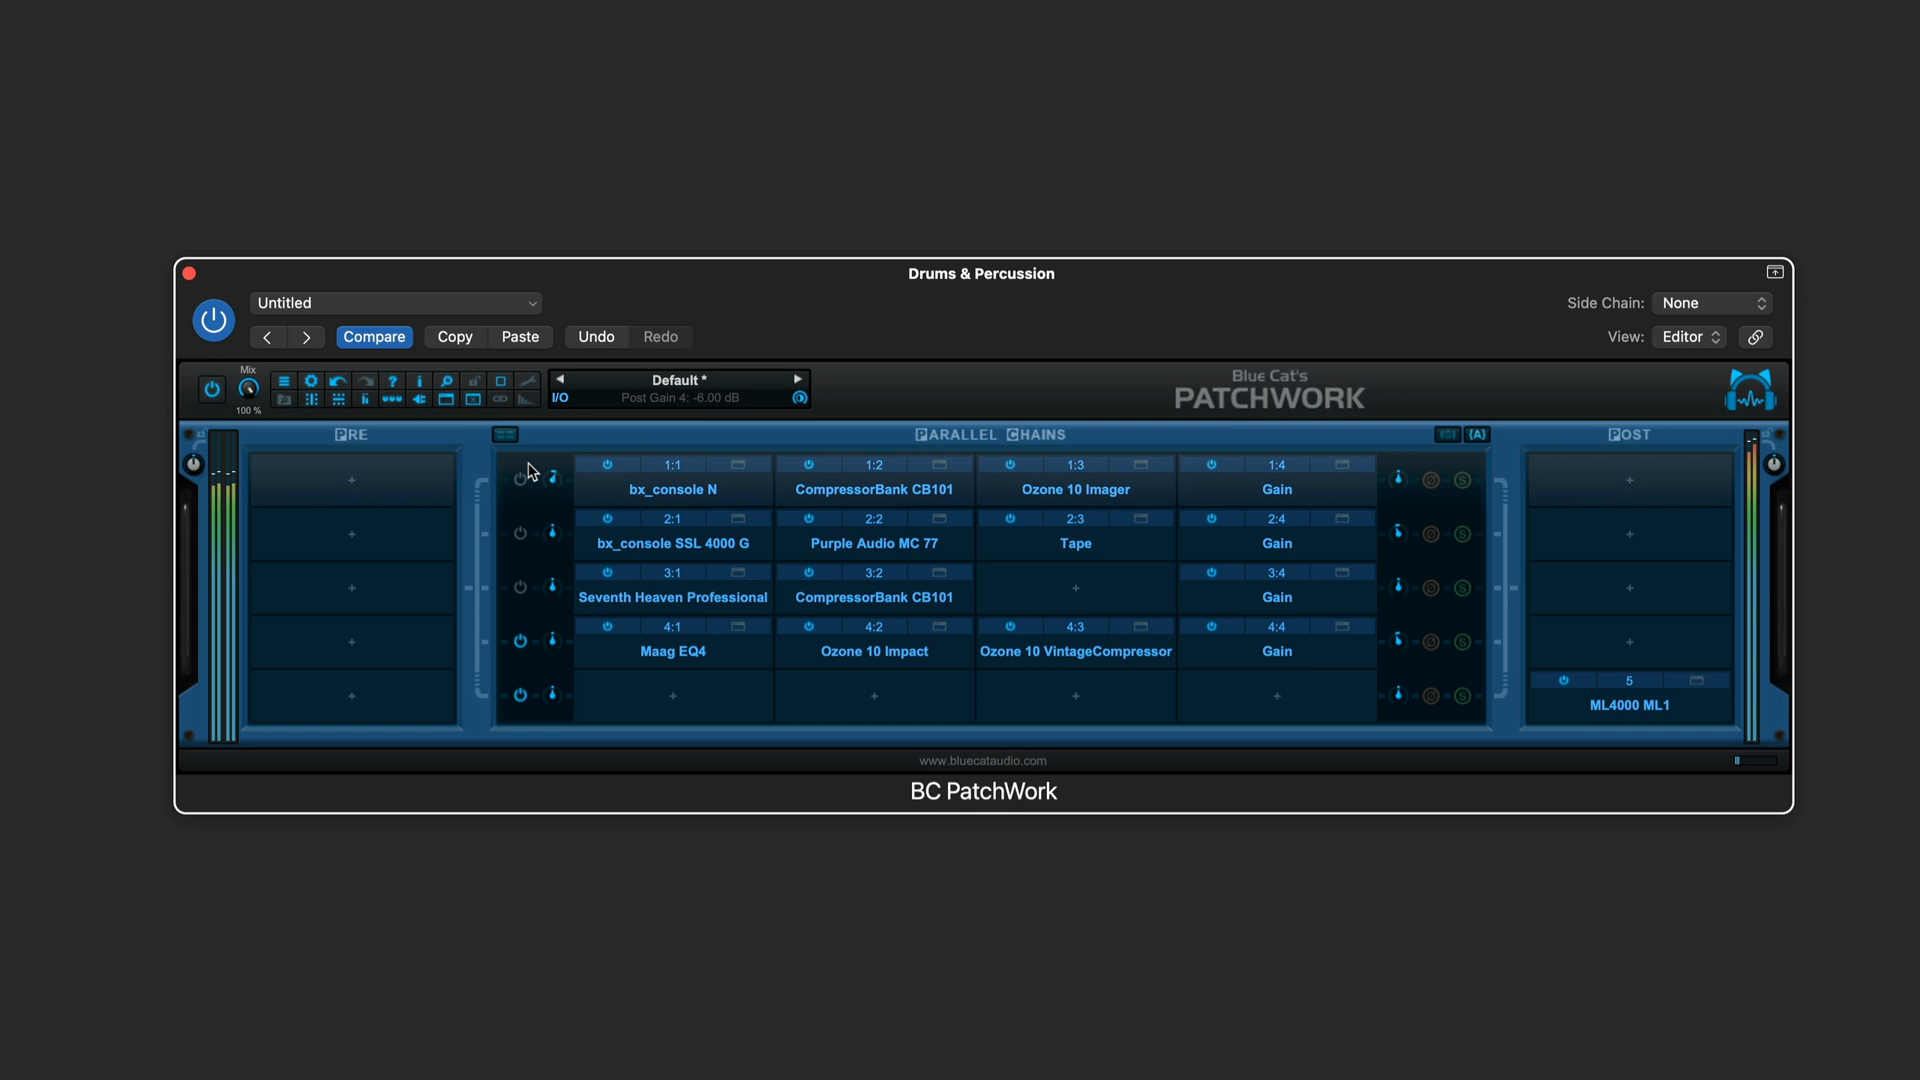 Drums & Percussion
Untitled
Side Chain: None
Compare Copy Paste Undo Redo
View: Editor
Mix
100 %
Default *
I/O Post Gain 4: -6.00 dB
Blue Cat's
PATCHWORK
PRE
PARALLEL CHAINS
{S} {A}
POST
1:1 1:2 1:3 1:4
bx_console N CompressorBank CB101 Ozone 10 Imager Gain
2:1 2:2 2:3 2:4
bx_console SSL 4000 G Purple Audio MC 77 Tape Gain
3:1 3:2 3:4
Seventh Heaven Professional CompressorBank CB101 Gain
4:1 4:2 4:3 4:4
Maag EQ4 Ozone 10 Impact Ozone 10 VintageCompressor Gain
5
ML4000 ML1
www.bluecataudio.com
BC PatchWork